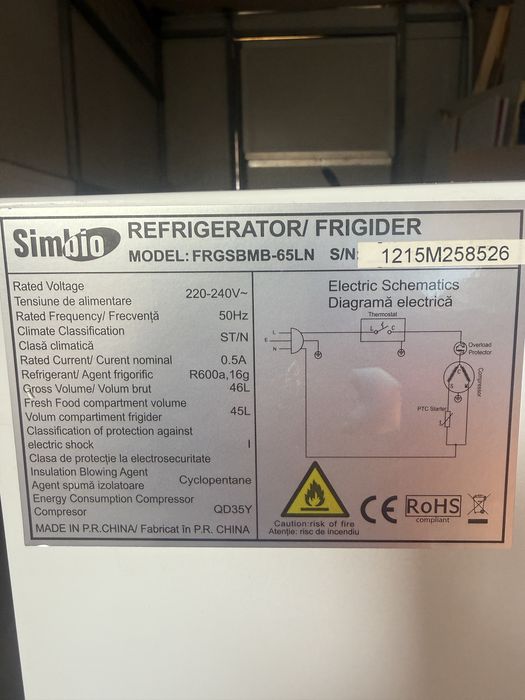 Simbio
REFRIGERATOR/ FRIGIDER
MODEL: FRGSBMB-65LN S/N: 1215M258526
Rated Voltage
Tensiune de alimentare 220-240V~
Rated Frequency/ Frecvență 50Hz
Climate Classification
Clasă climatică ST/N
Rated Current/ Curent nominal 0.5A
Refrigerant/ Agent frigorific R600a,16g
Gross Volume/ Volum brut 46L
Fresh Food compartment volume
Volum compartiment frigider 45L
Classification of protection against
electric shock I
Clasa de protecție la electrosecuritate
Insulation Blowing Agent
Agent spumă izolatoare Cyclopentane
Energy Consumption Compressor
Compresor QD35Y
MADE IN P.R.CHINA/ Fabricat în P.R. CHINA
Electric Schematics
Diagramă electrică
Thermostat
L C
L
E
N
Overload
Protector
C
S M
Compressor
PTC Starter
Caution:risk of fire
Atenție: risc de incendiu
CE
RoHS
compliant